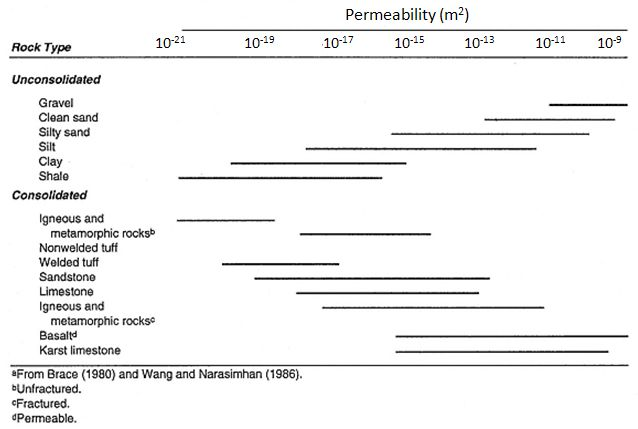 Permeability (m²)
Rock Type 10⁻²¹ 10⁻¹⁹ 10⁻¹⁷ 10⁻¹⁵ 10⁻¹³ 10⁻¹¹ 10⁻⁹
Unconsolidated
Gravel
Clean sand
Silty sand
Silt
Clay
Shale
Consolidated
Igneous and
metamorphic rocksᵇ
Nonwelded tuff
Welded tuff
Sandstone
Limestone
Igneous and
metamorphic rocksᶜ
Basaltᵈ
Karst limestone
ᵃFrom Brace (1980) and Wang and Narasimhan (1986).
ᵇUnfractured.
ᶜFractured.
ᵈPermeable.